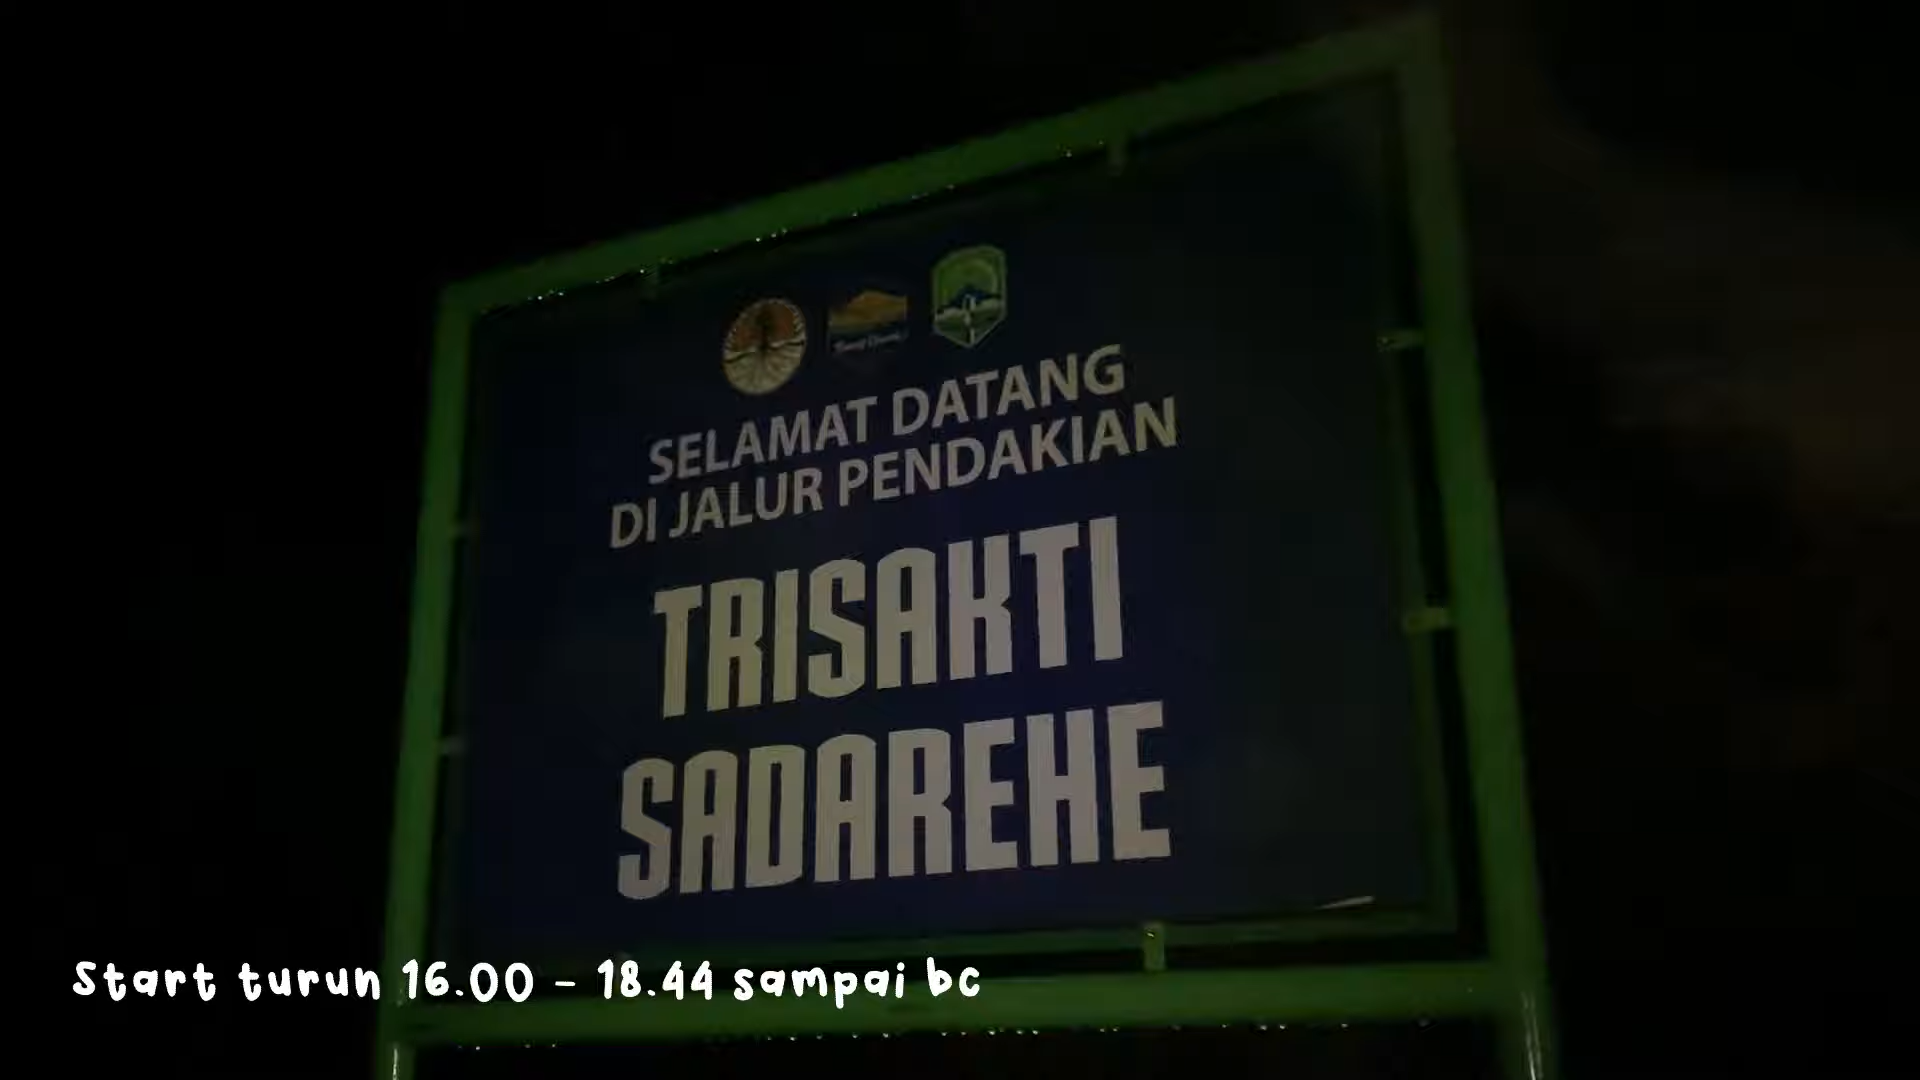 SELAMAT DATANG
DI JALUR PENDAKIAN
TRISAKTI
SADAREHE
Start turun 16.00 - 18.44 sampai bc